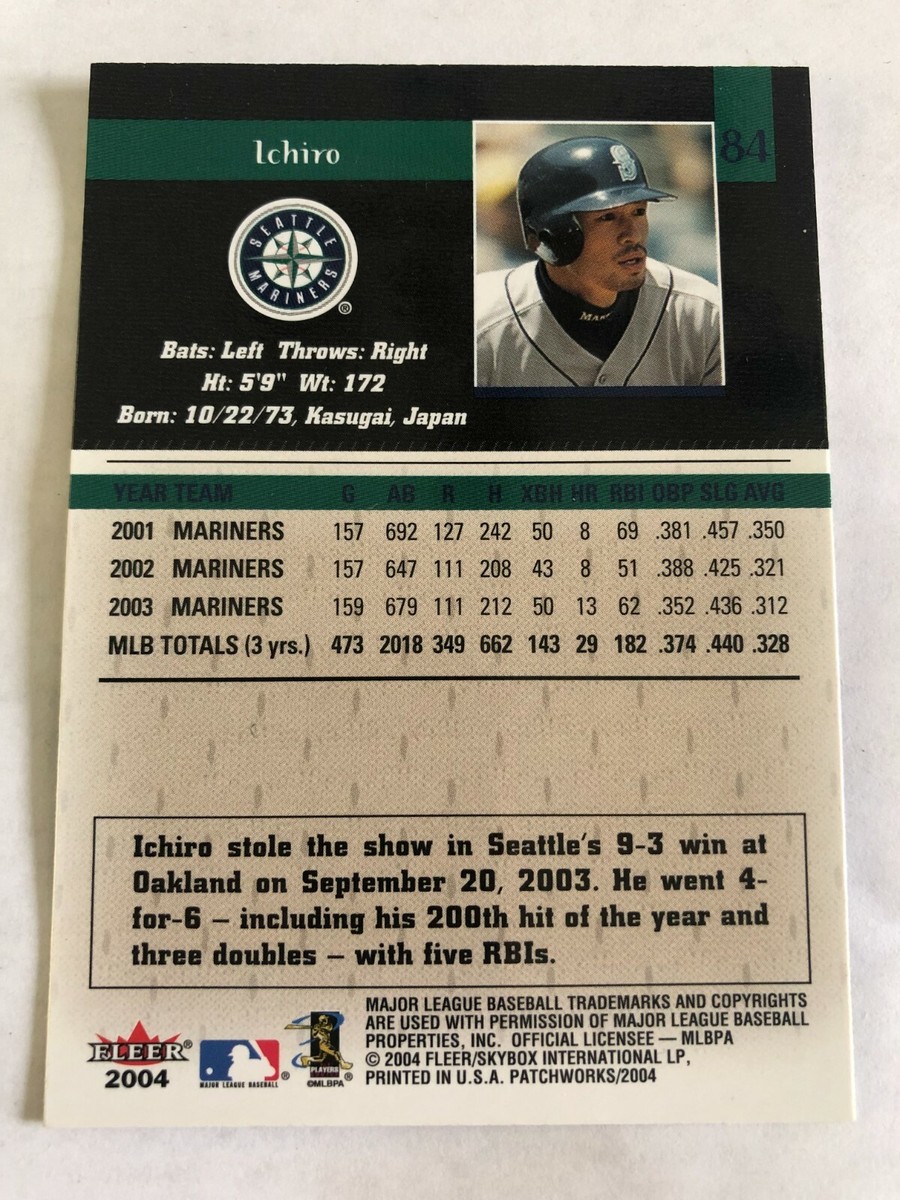 Ichiro
84
SEATTLE
MARINERS
®
Bats: Left Throws: Right
Ht: 5'9" Wt: 172
Born: 10/22/73, Kasugai, Japan
YEAR TEAM G AB R H XBH HR RBI OBP SLG AVG
2001 MARINERS 157 692 127 242 50 8 69 .381 .457 .350
2002 MARINERS 157 647 111 208 43 8 51 .388 .425 .321
2003 MARINERS 159 679 111 212 50 13 62 .352 .436 .312
MLB TOTALS (3 yrs.) 473 2018 349 662 143 29 182 .374 .440 .328
Ichiro stole the show in Seattle's 9-3 win at
Oakland on September 20, 2003. He went 4-
for-6 – including his 200th hit of the year and
three doubles – with five RBIs.
FLEER®
2004
MAJOR LEAGUE BASEBALL ®
PLAYERS
©MLBPA
MAJOR LEAGUE BASEBALL TRADEMARKS AND COPYRIGHTS
ARE USED WITH PERMISSION OF MAJOR LEAGUE BASEBALL
PROPERTIES, INC. OFFICIAL LICENSEE — MLBPA
© 2004 FLEER/SKYBOX INTERNATIONAL LP,
PRINTED IN U.S.A. PATCHWORKS/2004